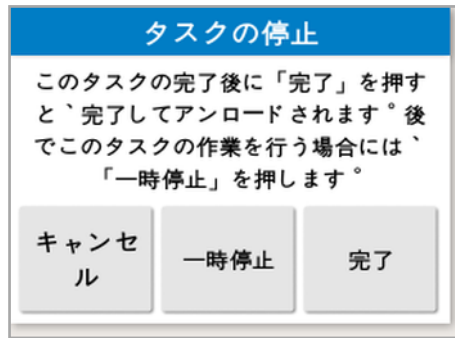 タスクの停止
このタスクの完了後に「完了」を押す
と、完了してアンロードされます。後
でこのタスクの作業を行う場合には、
「一時停止」を押します。
キャンセ
ル
一時停止
完了